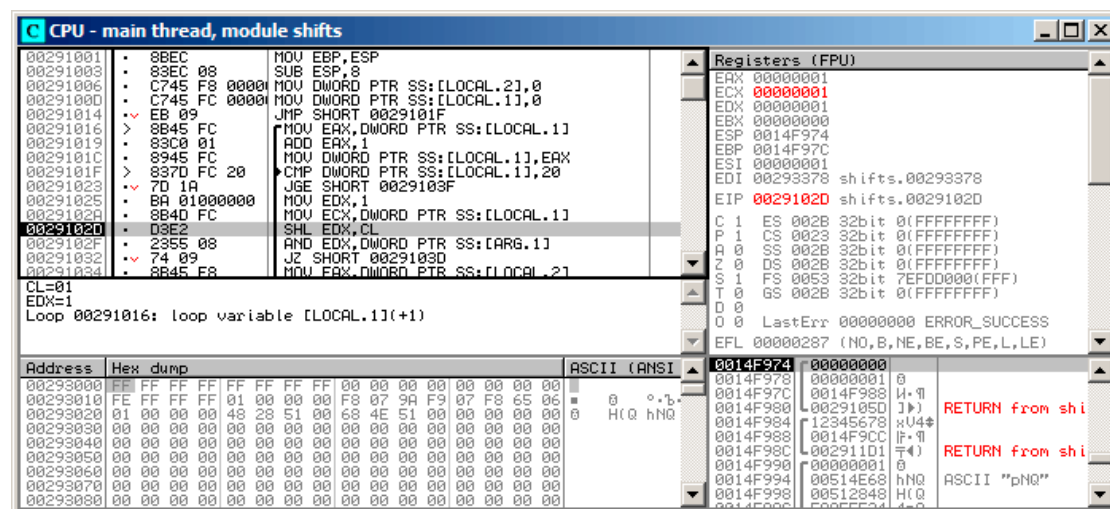 C CPU - main thread, module shifts
00291001 . 8BEC MOV EBP,ESP
00291003 . 83EC 08 SUB ESP,8
00291006 . C745 F8 0000 MOV DWORD PTR SS:[LOCAL.2],0
0029100D . C745 FC 0000 MOV DWORD PTR SS:[LOCAL.1],0
00291014 . EB 09 JMP SHORT 0029101F
00291016 > 8B45 FC MOV EAX,DWORD PTR SS:[LOCAL.1]
00291019 . 83C0 01 ADD EAX,1
0029101C . 8945 FC MOV DWORD PTR SS:[LOCAL.1],EAX
0029101F > 837D FC 20 CMP DWORD PTR SS:[LOCAL.1],20
00291023 . 7D 1A JGE SHORT 0029103F
00291025 . BA 01000000 MOV EDX,1
0029102A . 8B4D FC MOV ECX,DWORD PTR SS:[LOCAL.1]
0029102D . D3E2 SHL EDX,CL
0029102F . 2355 08 AND EDX,DWORD PTR SS:[ARG.1]
00291032 . 74 09 JZ SHORT 0029103D
00291034 . 8B45 F8 MOV EAX,DWORD PTR SS:[LOCAL.2]
CL=01
EDX=1
Loop 00291016: loop variable [LOCAL.1](+1)
Registers (FPU)
EAX 00000001
ECX 00000001
EDX 00000001
EBX 00000000
ESP 0014F974
EBP 0014F97C
ESI 00000001
EDI 00293378 shifts.00293378
EIP 0029102D shifts.0029102D
C 1 ES 002B 32bit 0(FFFFFFFF)
P 1 CS 0023 32bit 0(FFFFFFFF)
A 0 SS 002B 32bit 0(FFFFFFFF)
Z 0 DS 002B 32bit 0(FFFFFFFF)
S 1 FS 0053 32bit 7EFDD000(FFF)
T 0 GS 002B 32bit 0(FFFFFFFF)
D 0
O 0 LastErr 00000000 ERROR_SUCCESS
EFL 00000287 (NO,B,NE,BE,S,PE,L,LE)
Address Hex dump ASCII (ANSI
00293000 FF FF FF FF FF FF FF FF 00 00 00 00 00 00 00 00
00293010 FE FF FF FF 01 00 00 00 F8 07 9A F9 07 F8 65 06
00293020 01 00 00 00 48 28 51 00 68 4E 51 00 00 00 00 00 H(Q hNQ
00293030 00 00 00 00 00 00 00 00 00 00 00 00 00 00 00 00
00293040 00 00 00 00 00 00 00 00 00 00 00 00 00 00 00 00
00293050 00 00 00 00 00 00 00 00 00 00 00 00 00 00 00 00
00293060 00 00 00 00 00 00 00 00 00 00 00 00 00 00 00 00
00293070 00 00 00 00 00 00 00 00 00 00 00 00 00 00 00 00
00293080 00 00 00 00 00 00 00 00 00 00 00 00 00 00 00 00
0014F974 00000000
0014F978 00000001
0014F97C 0014F988
0014F980 0029105D RETURN from shi
0014F984 12345678 xV4
0014F988 0014F9CC
0014F98C 002911D1 RETURN from shi
0014F990 00000001
0014F994 00514E68 hNQ ASCII "pNQ"
0014F998 00512848 H(Q